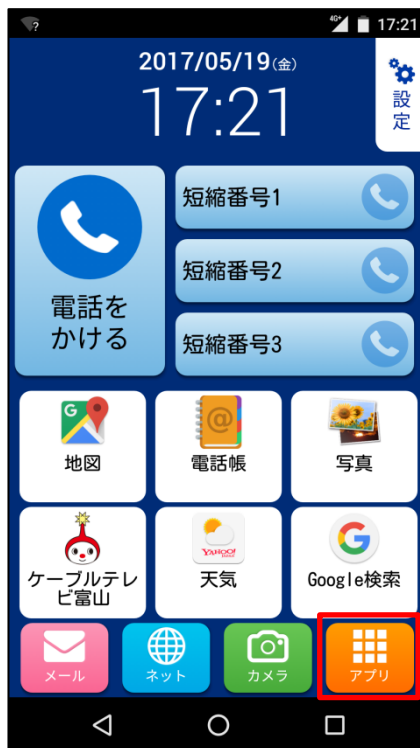 ? 4G+ 17:21
2017/05/19(金)
17:21
設定
電話を
かける
短縮番号1
短縮番号2
短縮番号3
G
地図
@
電話帳
写真
ケーブルテレ
ビ富山
YAHOO!
JAPAN
天気
G
Google検索
メール
ネット
カメラ
アプリ